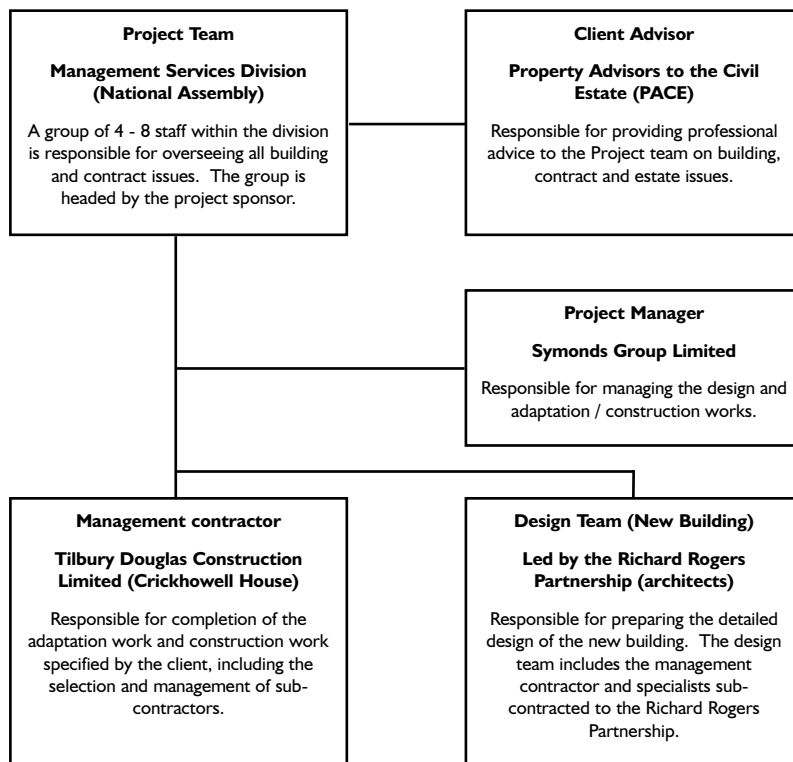 Project Team
Management Services Division
(National Assembly)
A group of 4 - 8 staff within the division
is responsible for overseeing all building
and contract issues. The group is
headed by the project sponsor.
Client Advisor
Property Advisors to the Civil
Estate (PACE)
Responsible for providing professional
advice to the Project team on building,
contract and estate issues.
Project Manager
Symonds Group Limited
Responsible for managing the design and
adaptation / construction works.
Management contractor
Tilbury Douglas Construction
Limited (Crickhowell House)
Responsible for completion of the
adaptation work and construction work
specified by the client, including the
selection and management of sub-
contractors.
Design Team (New Building)
Led by the Richard Rogers
Partnership (architects)
Responsible for preparing the detailed
design of the new building. The design
team includes the management
contractor and specialists sub-
contracted to the Richard Rogers
Partnership.